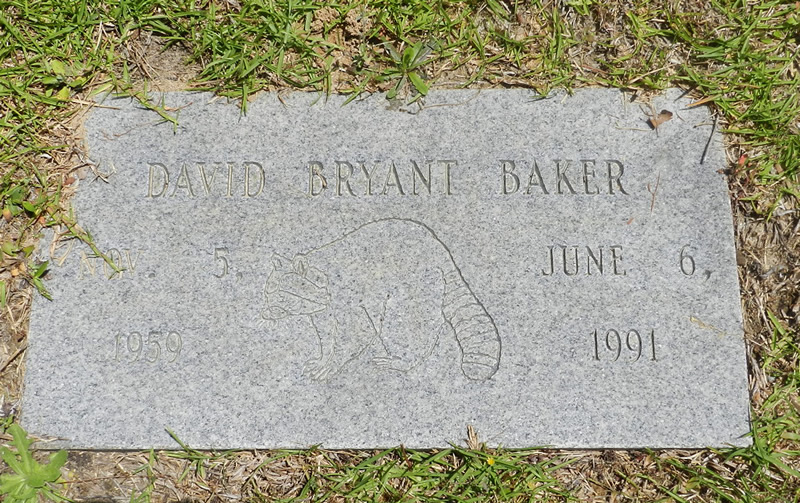 DAVID BRYANT BAKER
NOV 5, JUNE 6,
1959 1991